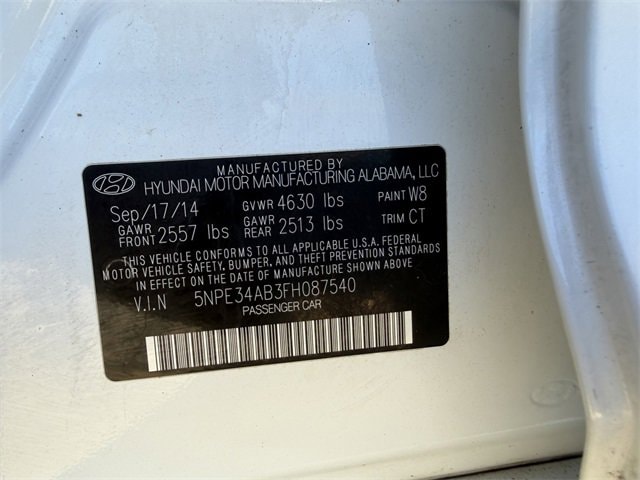 MANUFACTURED BY
HYUNDAI MOTOR MANUFACTURING ALABAMA, LLC
Sep/17/14 GVWR 4630 lbs PAINT W8
GAWR FRONT 2557 lbs GAWR REAR 2513 lbs TRIM CT
THIS VEHICLE CONFORMS TO ALL APPLICABLE U.S.A. FEDERAL
MOTOR VEHICLE SAFETY, BUMPER, AND THEFT PREVENTION STANDARDS
IN EFFECT ON THE DATE OF MANUFACTURE SHOWN ABOVE
V.I.N 5NPE34AB3FH087540
PASSENGER CAR